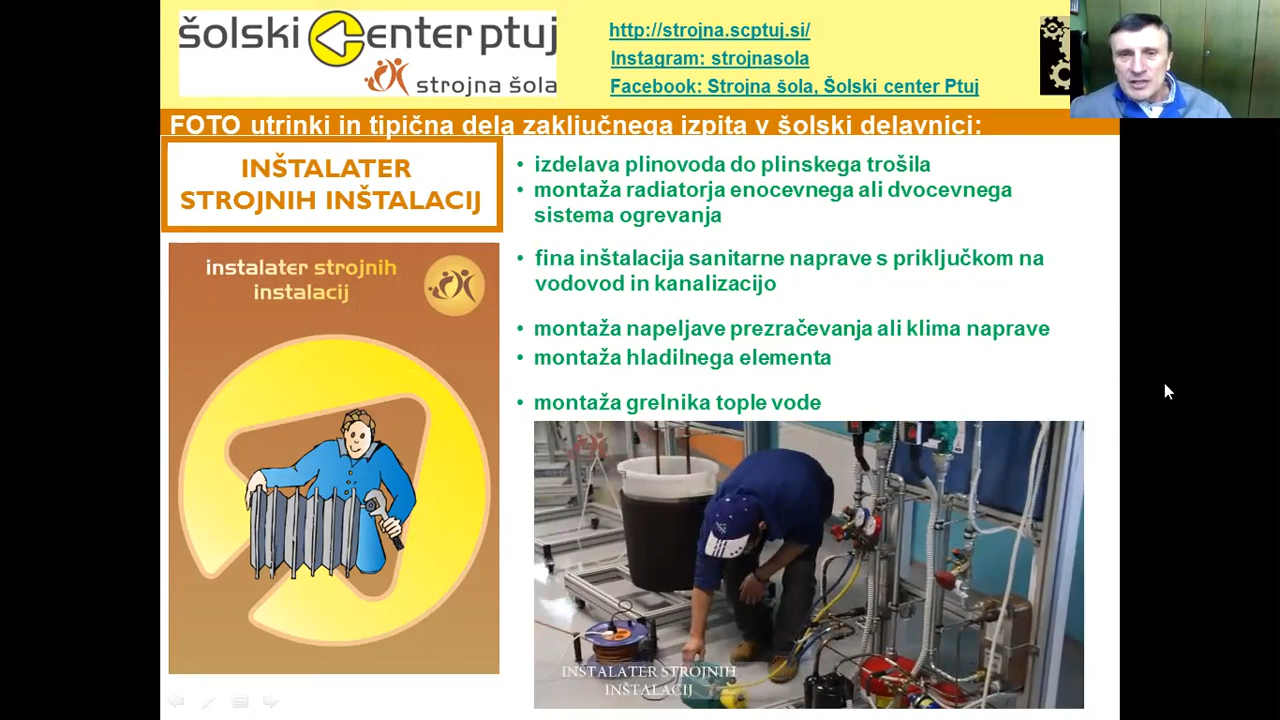 šolski center ptuj
strojna šola
http://strojna.scptuj.si/
Instagram: strojnasola
Facebook: Strojna šola, Šolski center Ptuj
FOTO utrinki in tipična dela zaključnega izpita v šolski delavnici:
INŠTALATER
STROJNIH INŠTALACIJ
instalater strojnih
instalacij
• izdelava plinovoda do plinskega trošila
• montaža radiatorja enocevnega ali dvocevnega
sistema ogrevanja
• fina inštalacija sanitarne naprave s priključkom na
vodovod in kanalizacijo
• montaža napeljave prezračevanja ali klima naprave
• montaža hladilnega elementa
• montaža grelnika tople vode
INŠTALATER STROJNIH
INŠTALACIJ